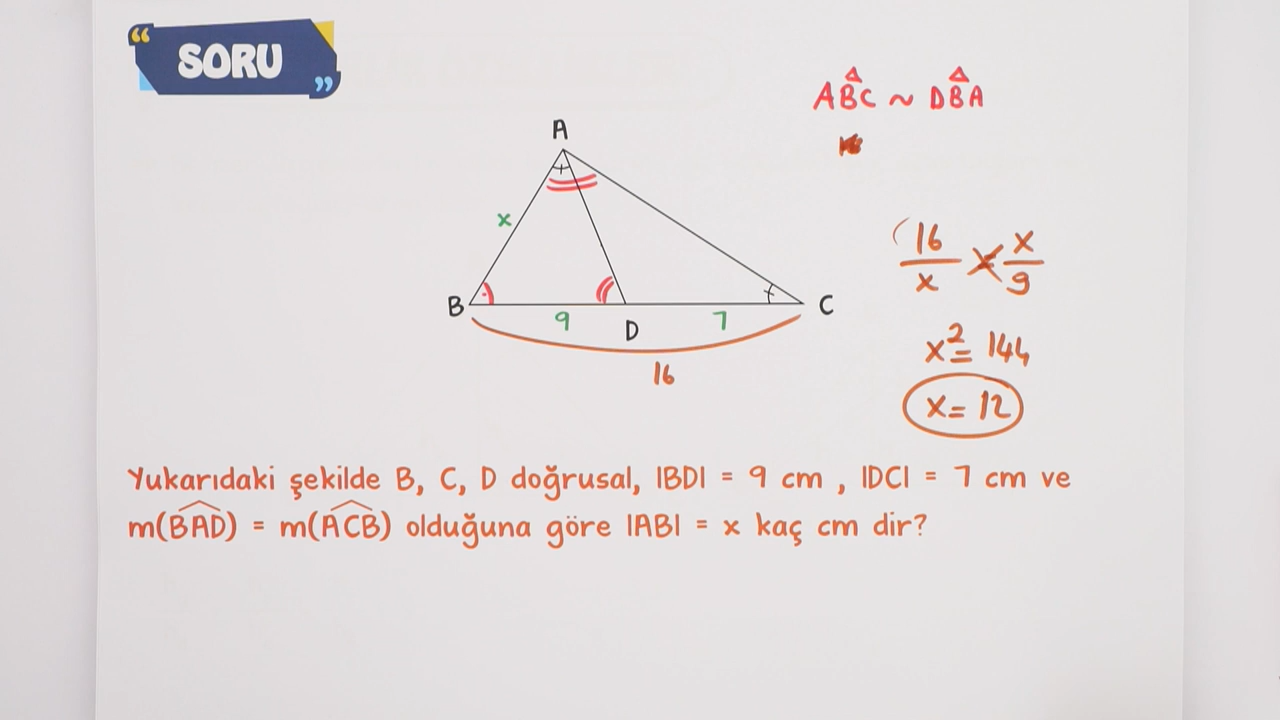 “ SORU ”
ABC ~ DBA
A
x
B
9
D
7
C
16
16/x x/9
x² = 144
x = 12
Yukarıdaki şekilde B, C, D doğrusal, |BD| = 9 cm , |DC| = 7 cm ve
m(BAD) = m(ACB) olduğuna göre |AB| = x kaç cm dir?